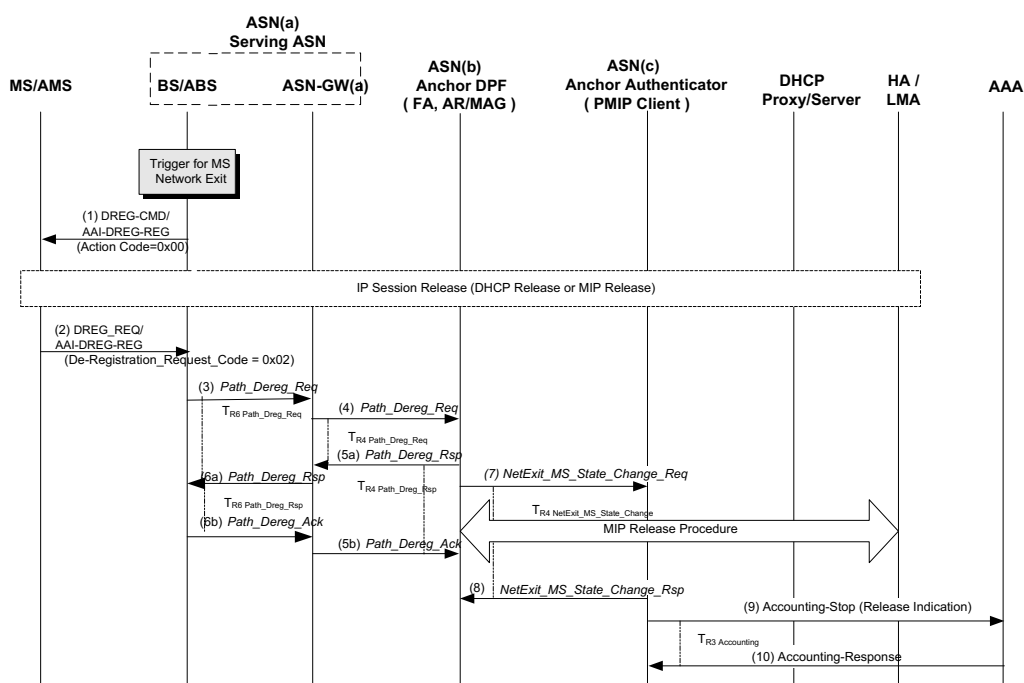 ASN(a)
Serving ASN
MS/AMS
BS/ABS
ASN-GW(a)
ASN(b)
Anchor DPF
( FA, AR/MAG )
ASN(c)
Anchor Authenticator
( PMIP Client )
DHCP
Proxy/Server
HA /
LMA
AAA
Trigger for MS
Network Exit
(1) DREG-CMD/
AAI-DREG-REG
(Action Code=0x00)
IP Session Release (DHCP Release or MIP Release)
(2) DREG_REQ/
AAI-DREG-REG
(De-Registration_Request_Code = 0x02)
(3) Path_Dereg_Req
TR6 Path_Dreg_Req
(4) Path_Dereg_Req
TR4 Path_Dreg_Req
(5a) Path_Dereg_Rsp
(6a) Path_Dereg_Rsp
TR4 Path_Dreg_Rsp
(7) NetExit_MS_State_Change_Req
TR6 Path_Dreg_Rsp
TR4 NetExit_MS_State_Change
(6b) Path_Dereg_Ack
MIP Release Procedure
(5b) Path_Dereg_Ack
(8) NetExit_MS_State_Change_Rsp
(9) Accounting-Stop (Release Indication)
TR3 Accounting
(10) Accounting-Response